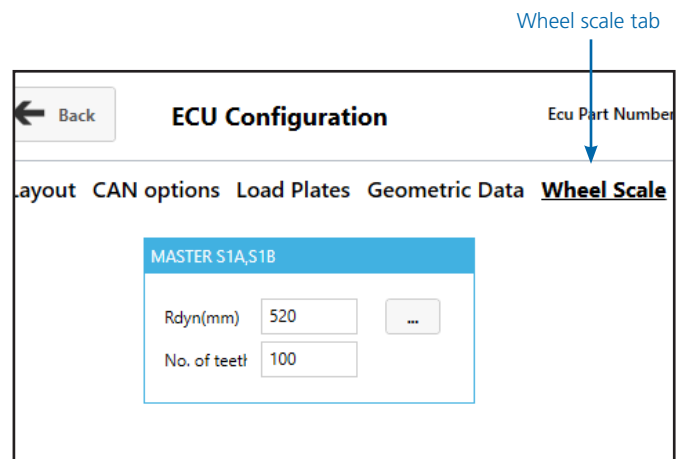 Wheel scale tab
Back ECU Configuration Ecu Part Number
Layout CAN options Load Plates Geometric Data Wheel Scale
MASTER S1A,S1B
Rdyn(mm) 520 ...
No. of teeth 100